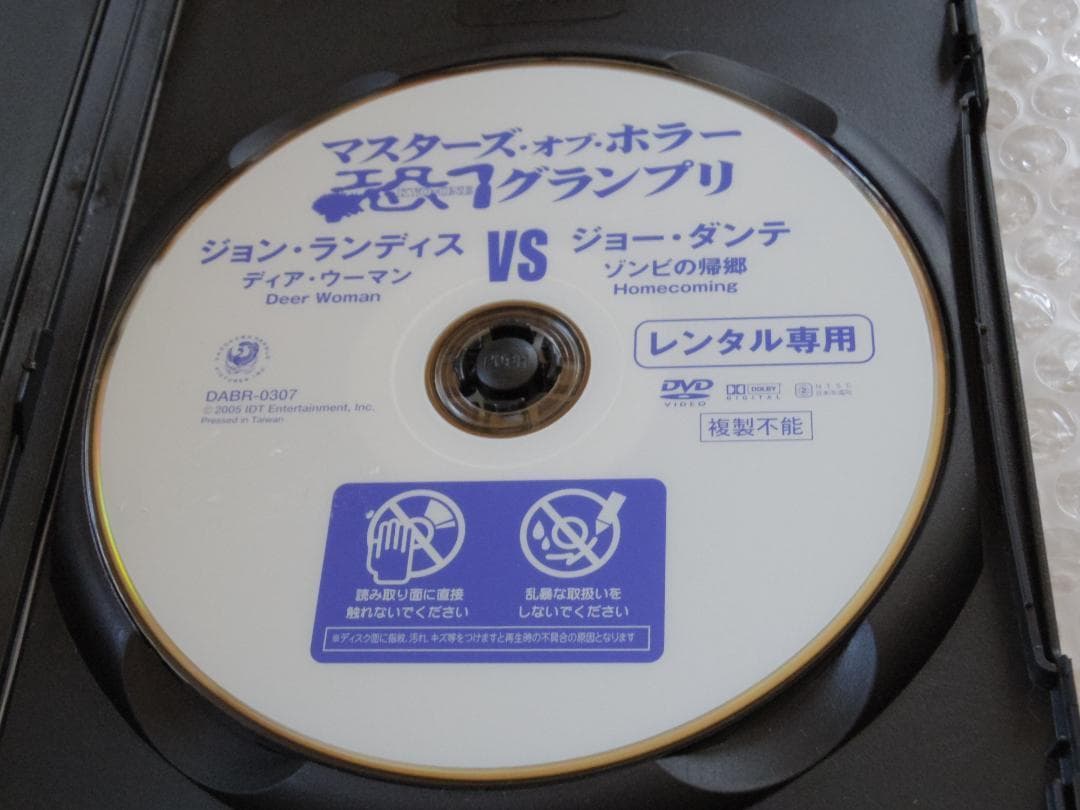 マスターズ・オブ・ホラー
恐-1グランプリ
ジョン・ランディス
ディア・ウーマン
Deer Woman
VS
ジョー・ダンテ
ゾンビの帰郷
Homecoming
レンタル専用
DVD
VIDEO
DOLBY
DIGITAL
複製不能
DABR-0307
© 2005 IDT Entertainment, Inc.
Pressed in Taiwan
読み取り面に直接
触れないでください
乱暴な取扱いを
しないでください
※ディスク面に指紋、汚れ、キズ等をつけますと再生時の不具合の原因となります